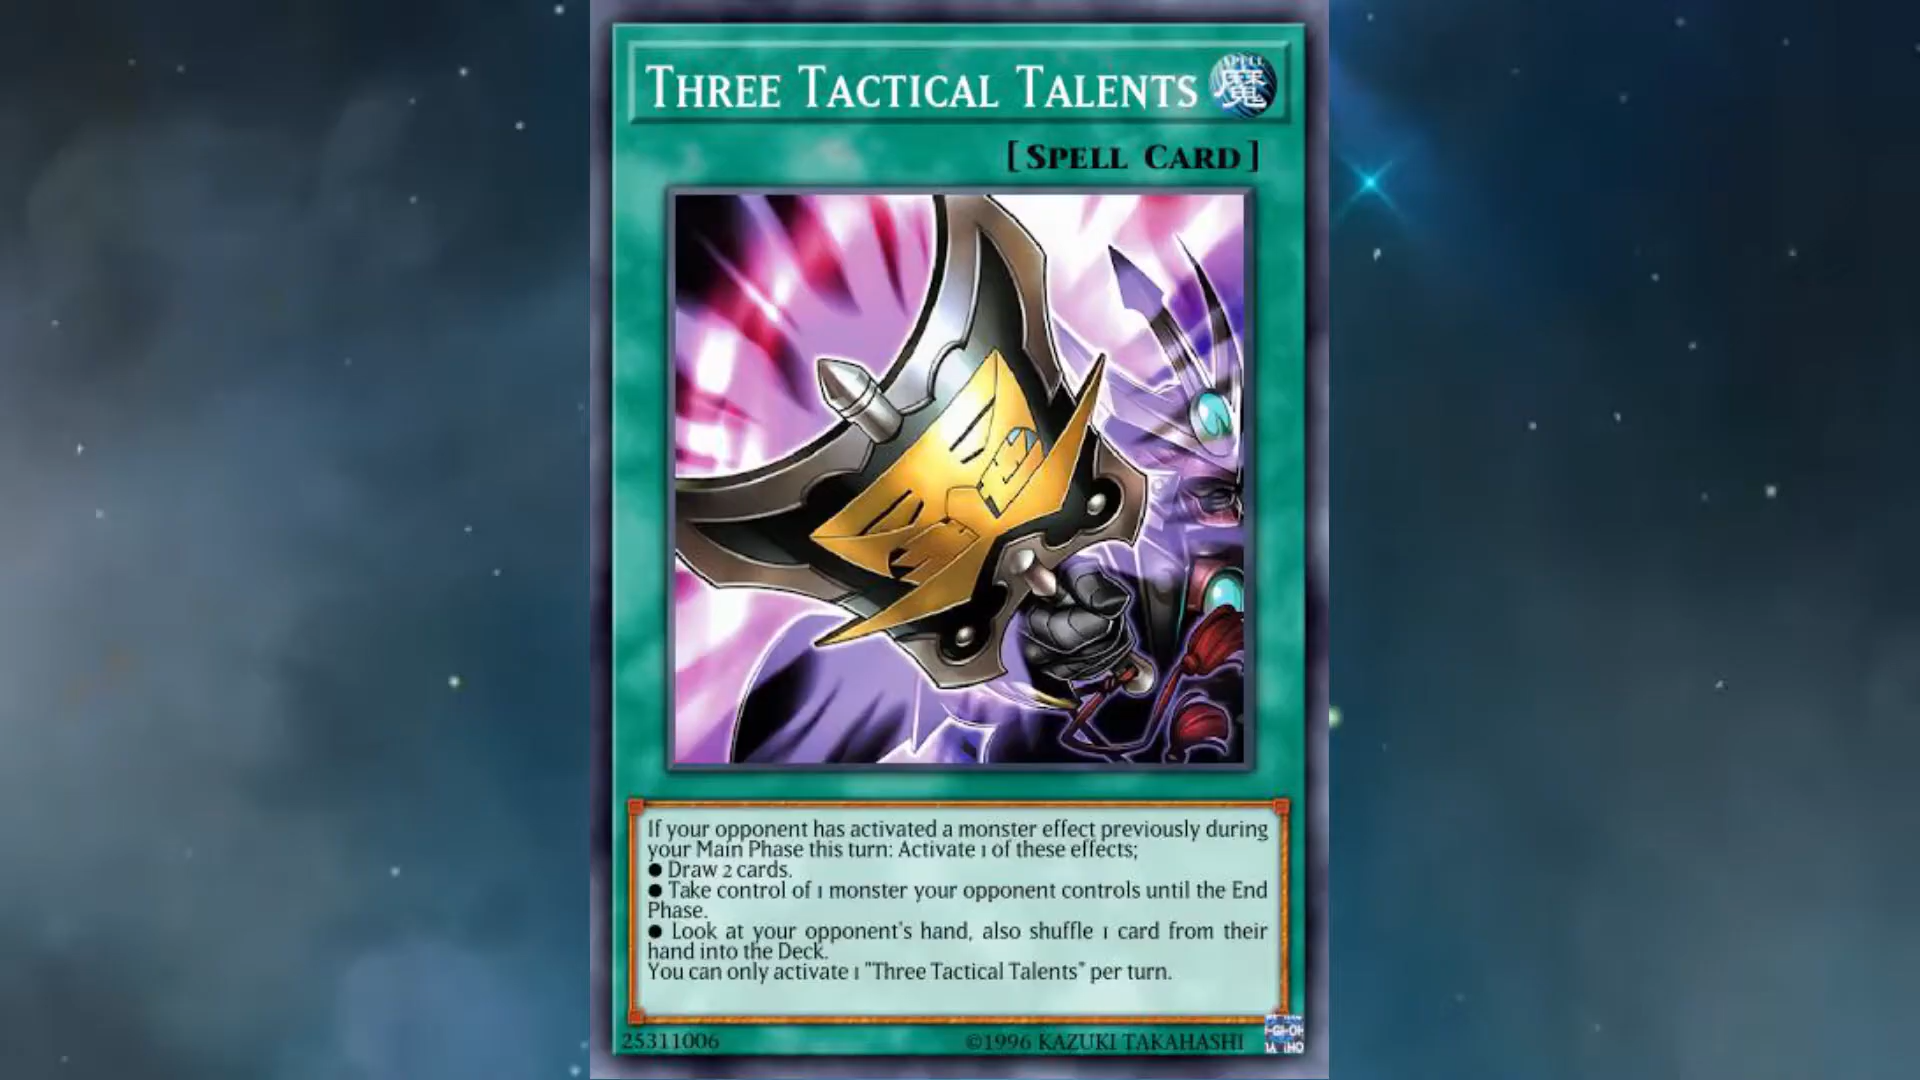 THREE TACTICAL TALENTS
SPELL
魔
[SPELL CARD]
If your opponent has activated a monster effect previously during
your Main Phase this turn: Activate 1 of these effects;
● Draw 2 cards.
● Take control of 1 monster your opponent controls until the End
Phase.
● Look at your opponent's hand, also shuffle 1 card from their
hand into the Deck.
You can only activate 1 "Three Tactical Talents" per turn.
25311006
©1996 KAZUKI TAKAHASHI